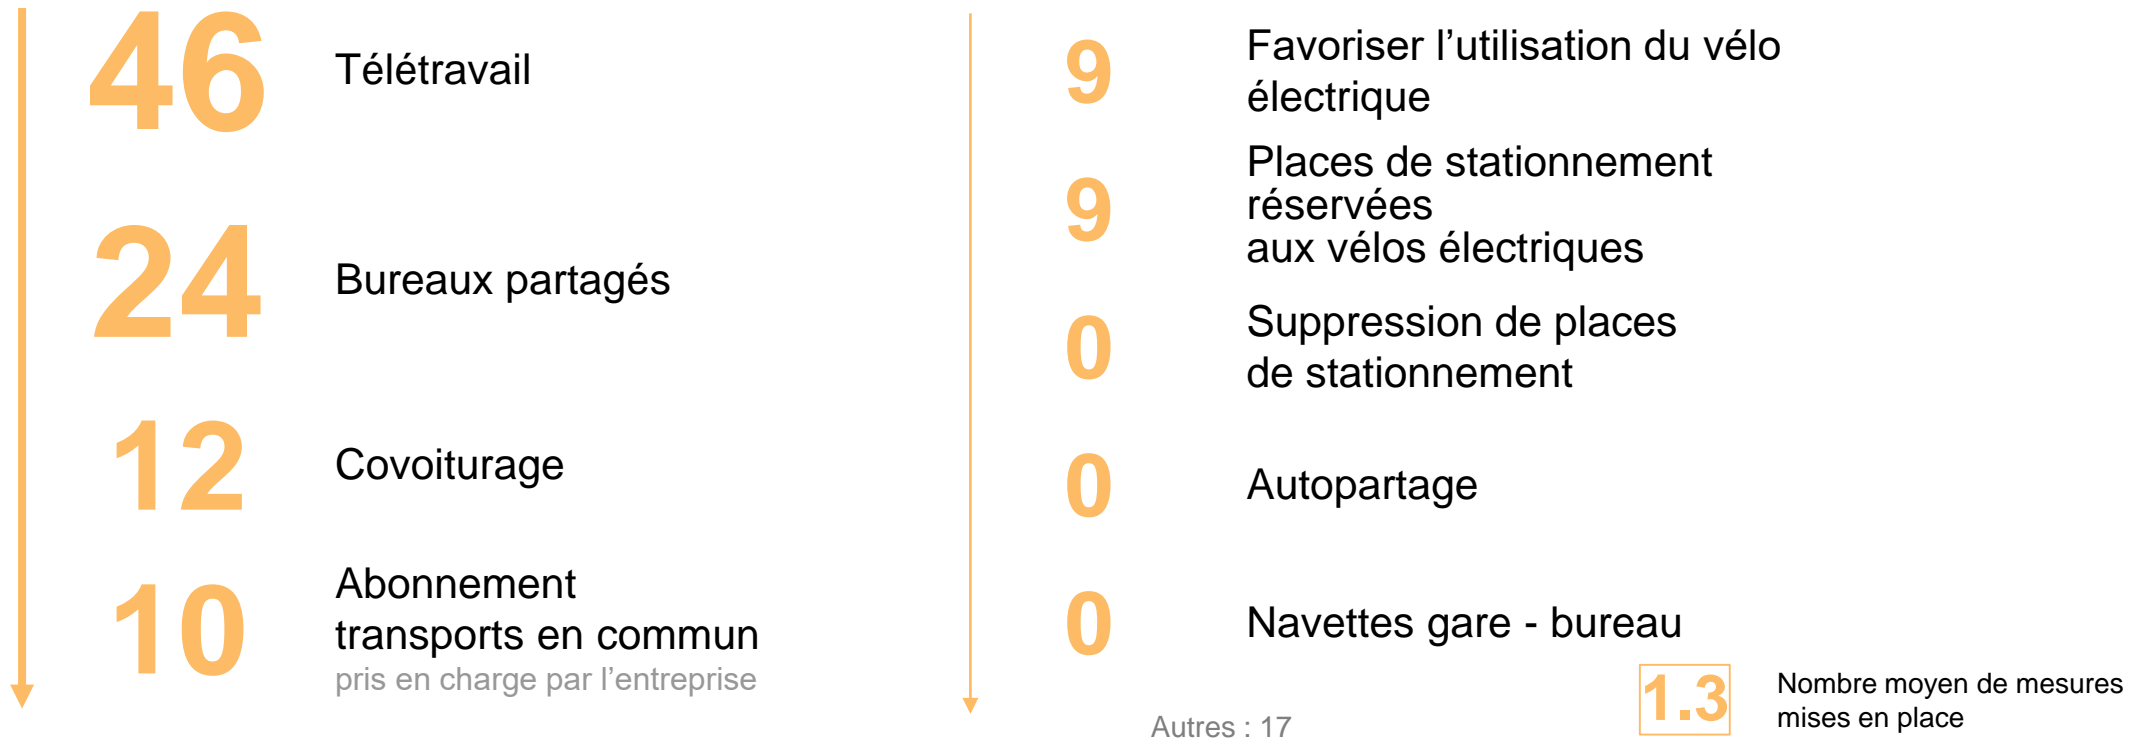 46
Télétravail
24
Bureaux partagés
12
Covoiturage
10
Abonnement
transports en commun
pris en charge par l'entreprise
9
Favoriser l'utilisation du vélo
électrique
9
Places de stationnement
réservées
aux vélos électriques
0
Suppression de places
de stationnement
0
Autopartage
0
Navettes gare - bureau
Autres : 17
1.3
Nombre moyen de mesures
mises en place